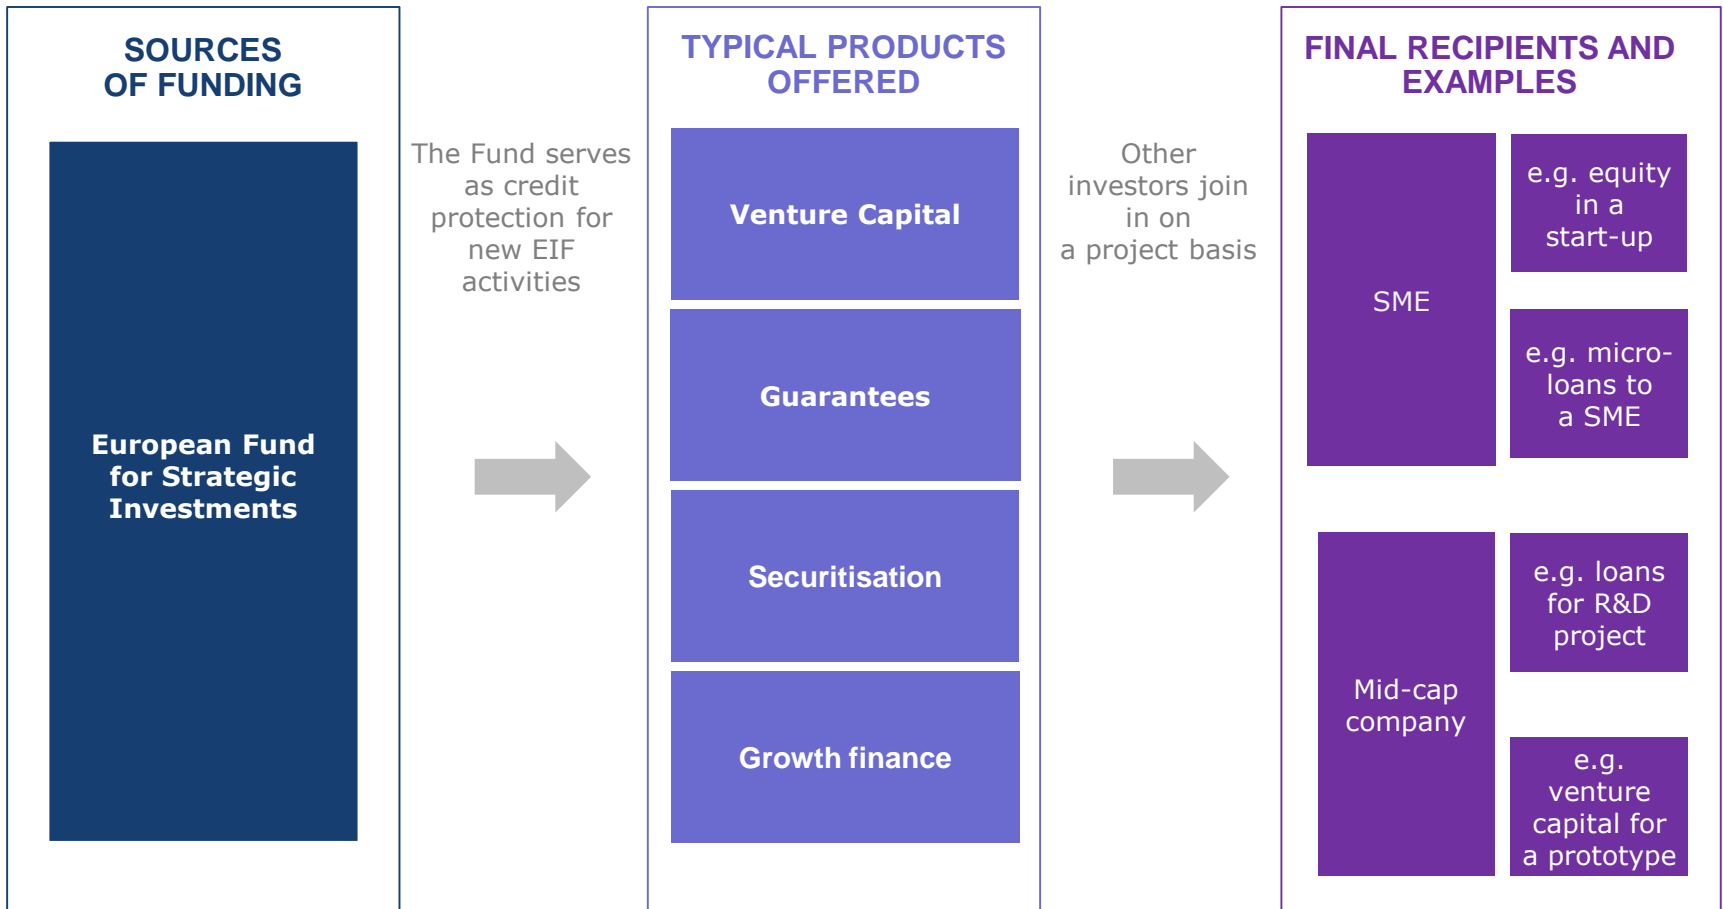 SOURCES
OF FUNDING
European Fund
for Strategic
Investments
The Fund serves
as credit
protection for
new EIF
activities
TYPICAL PRODUCTS
OFFERED
Venture Capital
Guarantees
Securitisation
Growth finance
Other
investors join
in on
a project basis
FINAL RECIPIENTS AND
EXAMPLES
SME
e.g. equity
in a
start-up
e.g. micro-
loans to
a SME
Mid-cap
company
e.g. loans
for R&D
project
e.g.
venture
capital for
a prototype